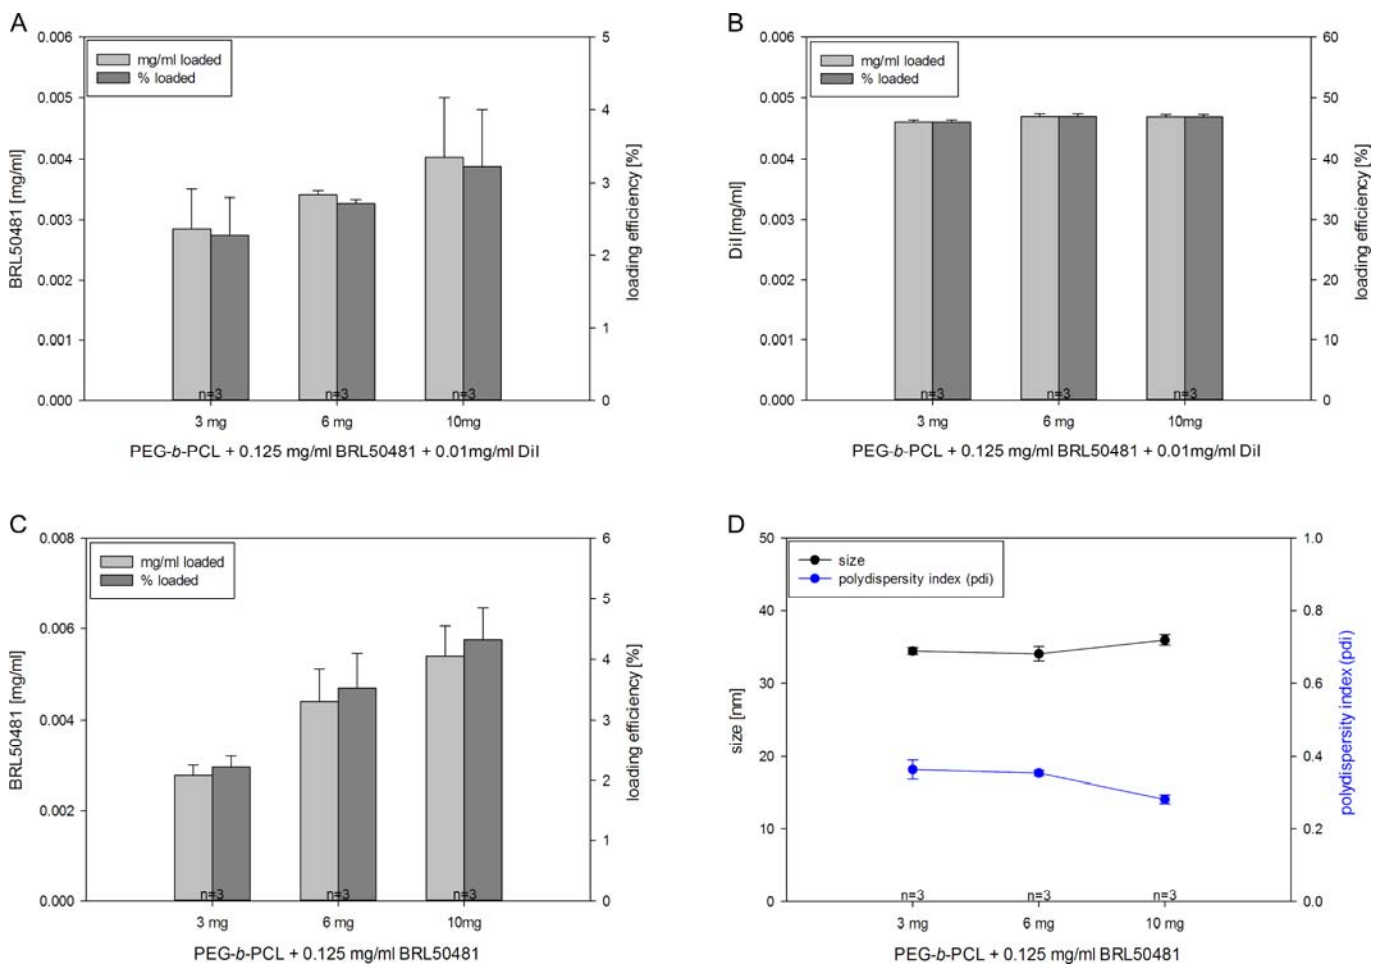 A
0.006
0.005
0.004
0.003
0.002
0.001
0.000
BRL50481 [mg/ml]
mg/ml loaded
% loaded
5
4
3
2
1
0
loading efficiency [%]
n=3
n=3
n=3
3 mg
6 mg
10mg
PEG-b-PCL + 0.125 mg/ml BRL50481 + 0.01mg/ml DiI
B
0.006
0.005
0.004
0.003
0.002
0.001
0.000
DiI [mg/ml]
mg/ml loaded
% loaded
60
50
40
30
20
10
0
loading efficiency [%]
n=3
n=3
n=3
3 mg
6 mg
10mg
PEG-b-PCL + 0.125 mg/ml BRL50481 + 0.01mg/ml DiI
C
0.008
0.006
0.004
0.002
0.000
BRL50481 [mg/ml]
mg/ml loaded
% loaded
6
5
4
3
2
1
0
loading efficiency [%]
n=3
n=3
n=3
3 mg
6 mg
10mg
PEG-b-PCL + 0.125 mg/ml BRL50481
D
50
40
30
20
10
0
size [nm]
size
polydispersity index (pdi)
1.0
0.8
0.6
0.4
0.2
0.0
polydispersity index (pdi)
n=3
n=3
n=3
3 mg
6 mg
10 mg
PEG-b-PCL + 0.125 mg/ml BRL50481